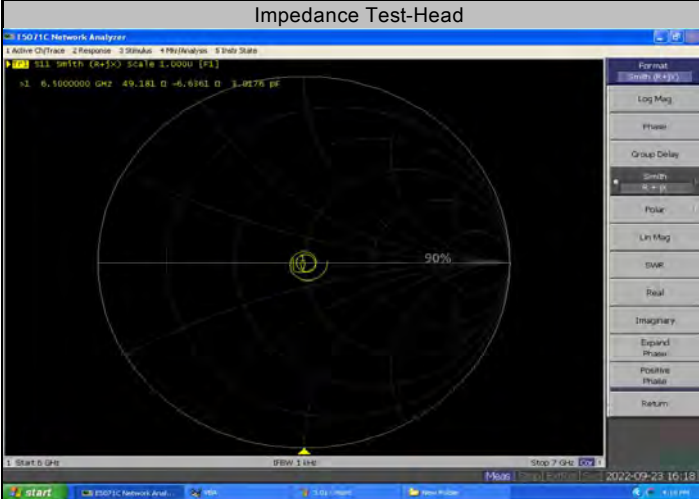 Impedance Test-Head
E5071C Network Analyzer
1 Active Ch/Trace 2 Response 3 Stimulus 4 Mkr/Analysis 5 Instr State
Tr1 S11 Smith (R+jX) Scale 1.000U [F1]
>1 6.5000000 GHz 49.181 Ω -6.6361 Ω 3.0176 pF
Format
Smith (R+jX)
Log Mag
Phase
Group Delay
Smith
R + jX
Polar
Lin Mag
SWR
Real
Imaginary
Expand
Phase
Positive
Phase
Return
90%
1 Start 6 GHz IFBW 1 kHz Stop 7 GHz
Meas 2022-09-23 16:18
start E5071C Network Anal... VBA New Folder 4:18 PM